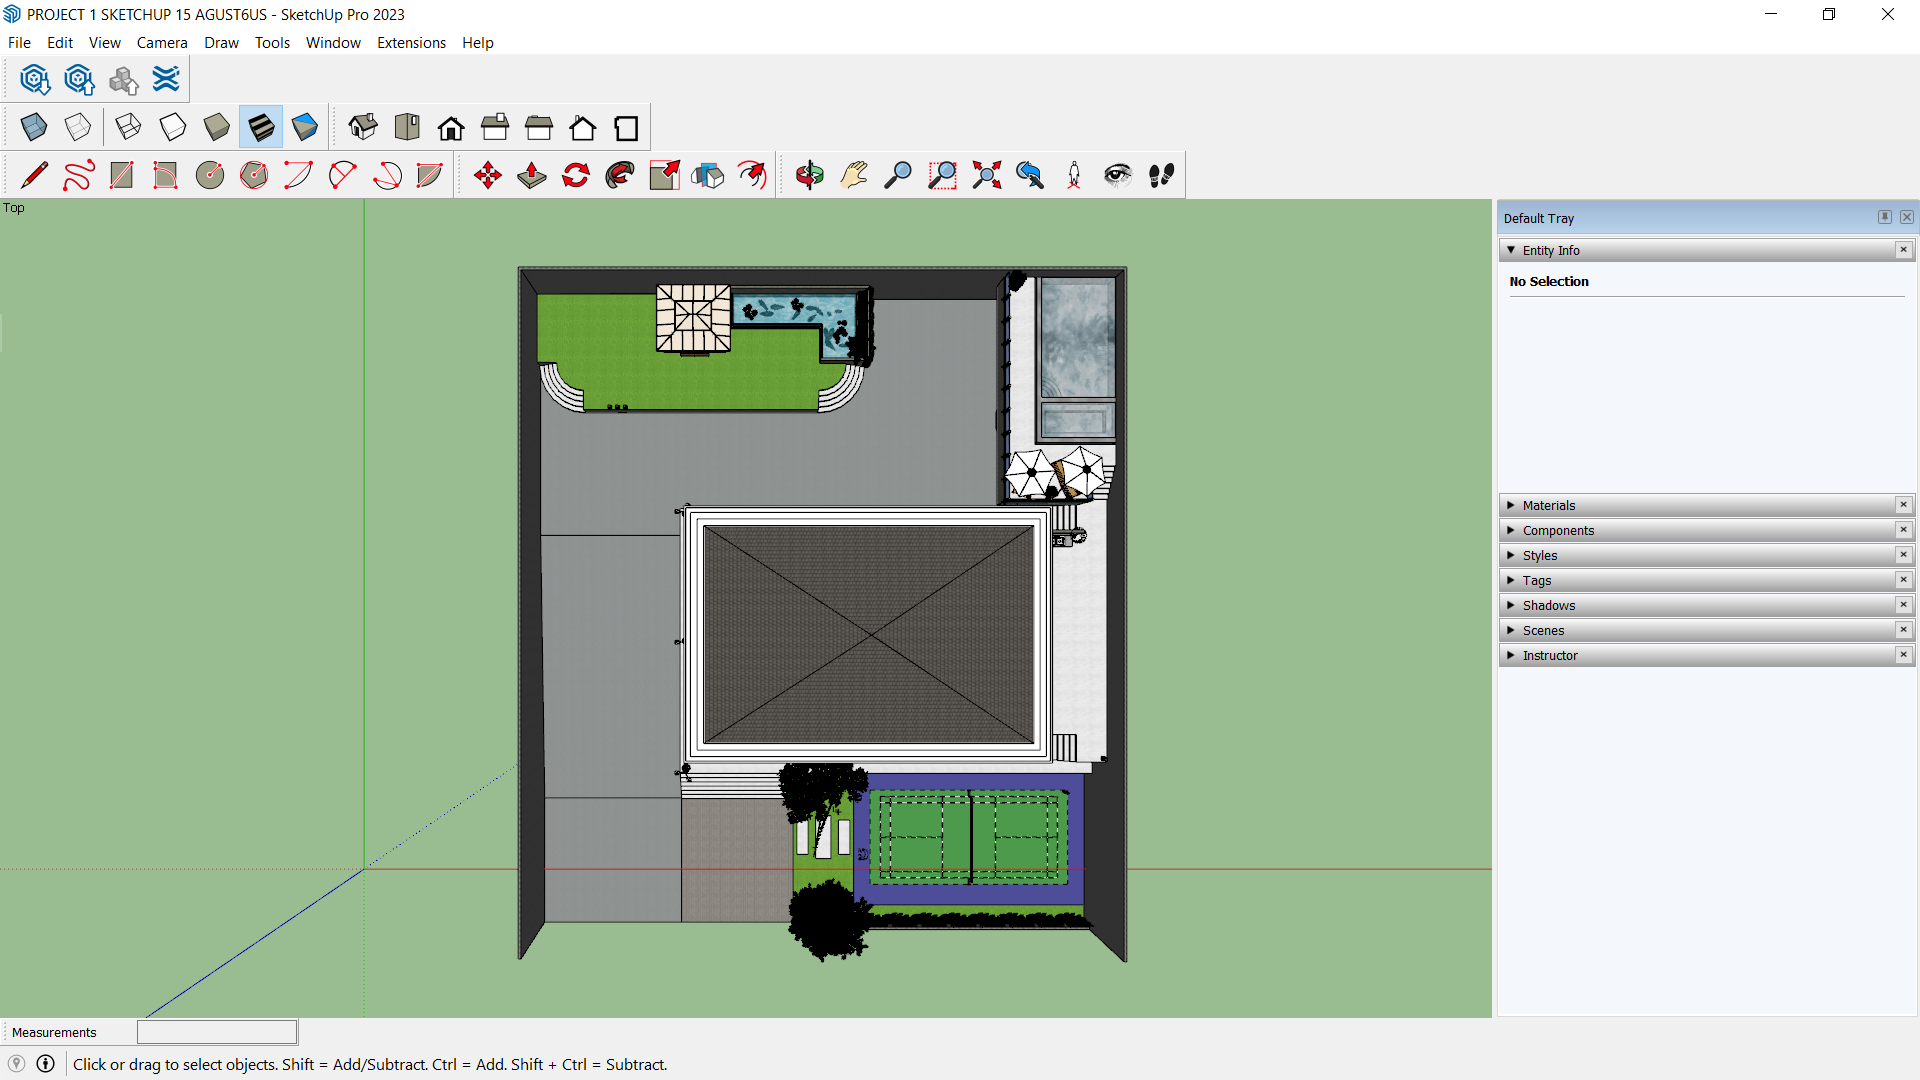 PROJECT 1 SKETCHUP 15 AGUST6US - SketchUp Pro 2023
File Edit View Camera Draw Tools Window Extensions Help
Top
Default Tray
Entity Info
No Selection
Materials
Components
Styles
Tags
Shadows
Scenes
Instructor
Measurements
Click or drag to select objects. Shift = Add/Subtract. Ctrl = Add. Shift + Ctrl = Subtract.